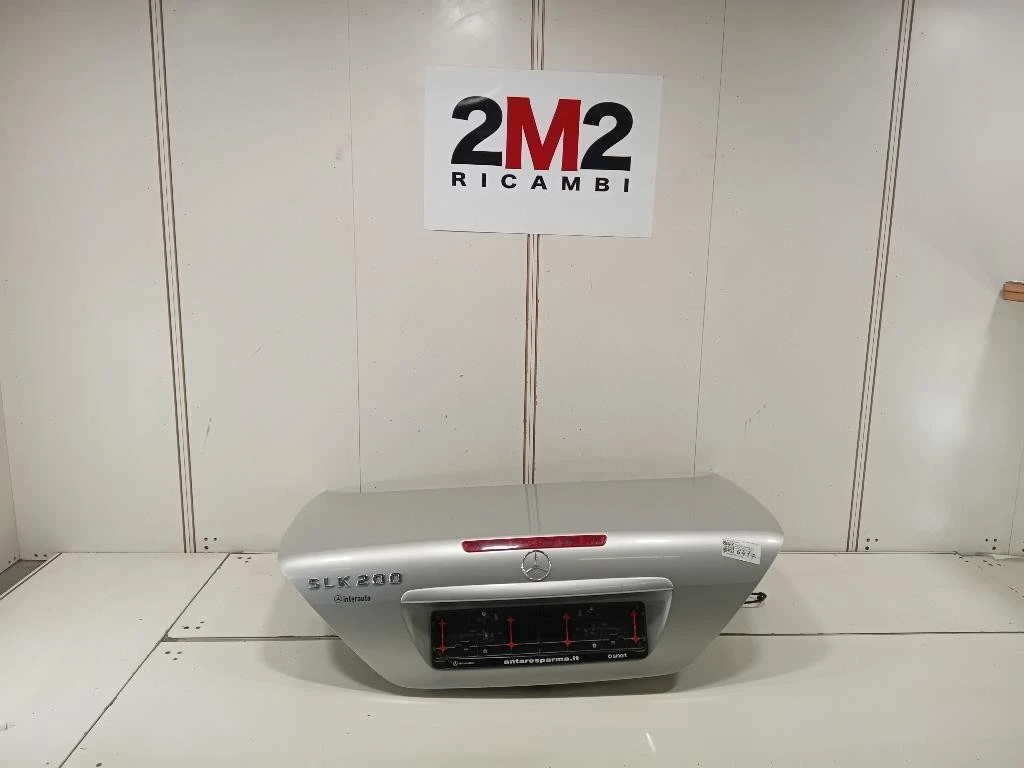 2M2
RICAMBI
SLK 200
interauto
antaresparma.it
smart